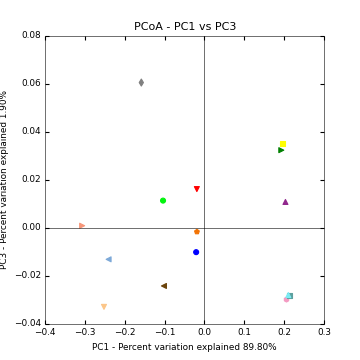 PCoA - PC1 vs PC3
0.08
0.06
0.04
0.02
0.00
−0.02
−0.04
PC3 - Percent variation explained 1.90%
−0.4 −0.3 −0.2 −0.1 0.0 0.1 0.2 0.3
PC1 - Percent variation explained 89.80%